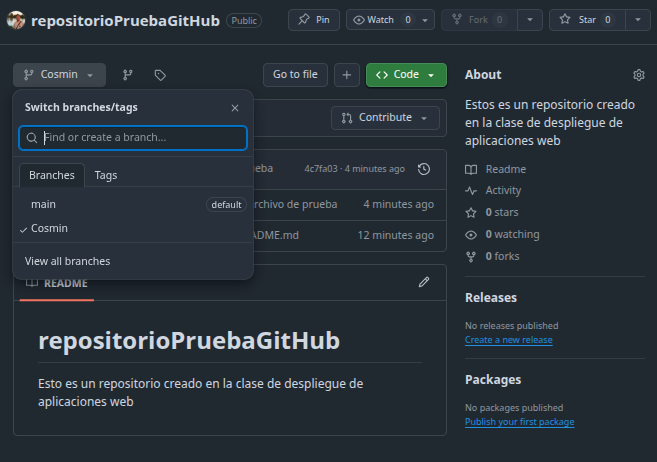 repositorioPruebaGitHub Public Pin Watch 0 Fork 0 Star 0
Cosmin Go to file Code
Switch branches/tags
Find or create a branch...
Branches Tags
main default
Cosmin
View all branches
Contribute
eba 4c7fa03 · 4 minutes ago
rchivo de prueba 4 minutes ago
ADME.md 12 minutes ago
README
repositorioPruebaGitHub
Esto es un repositorio creado en la clase de despliegue de
aplicaciones web
About
Estos es un repositorio creado
en la clase de despliegue de
aplicaciones web
Readme
Activity
0 stars
0 watching
0 forks
Releases
No releases published
Create a new release
Packages
No packages published
Publish your first package